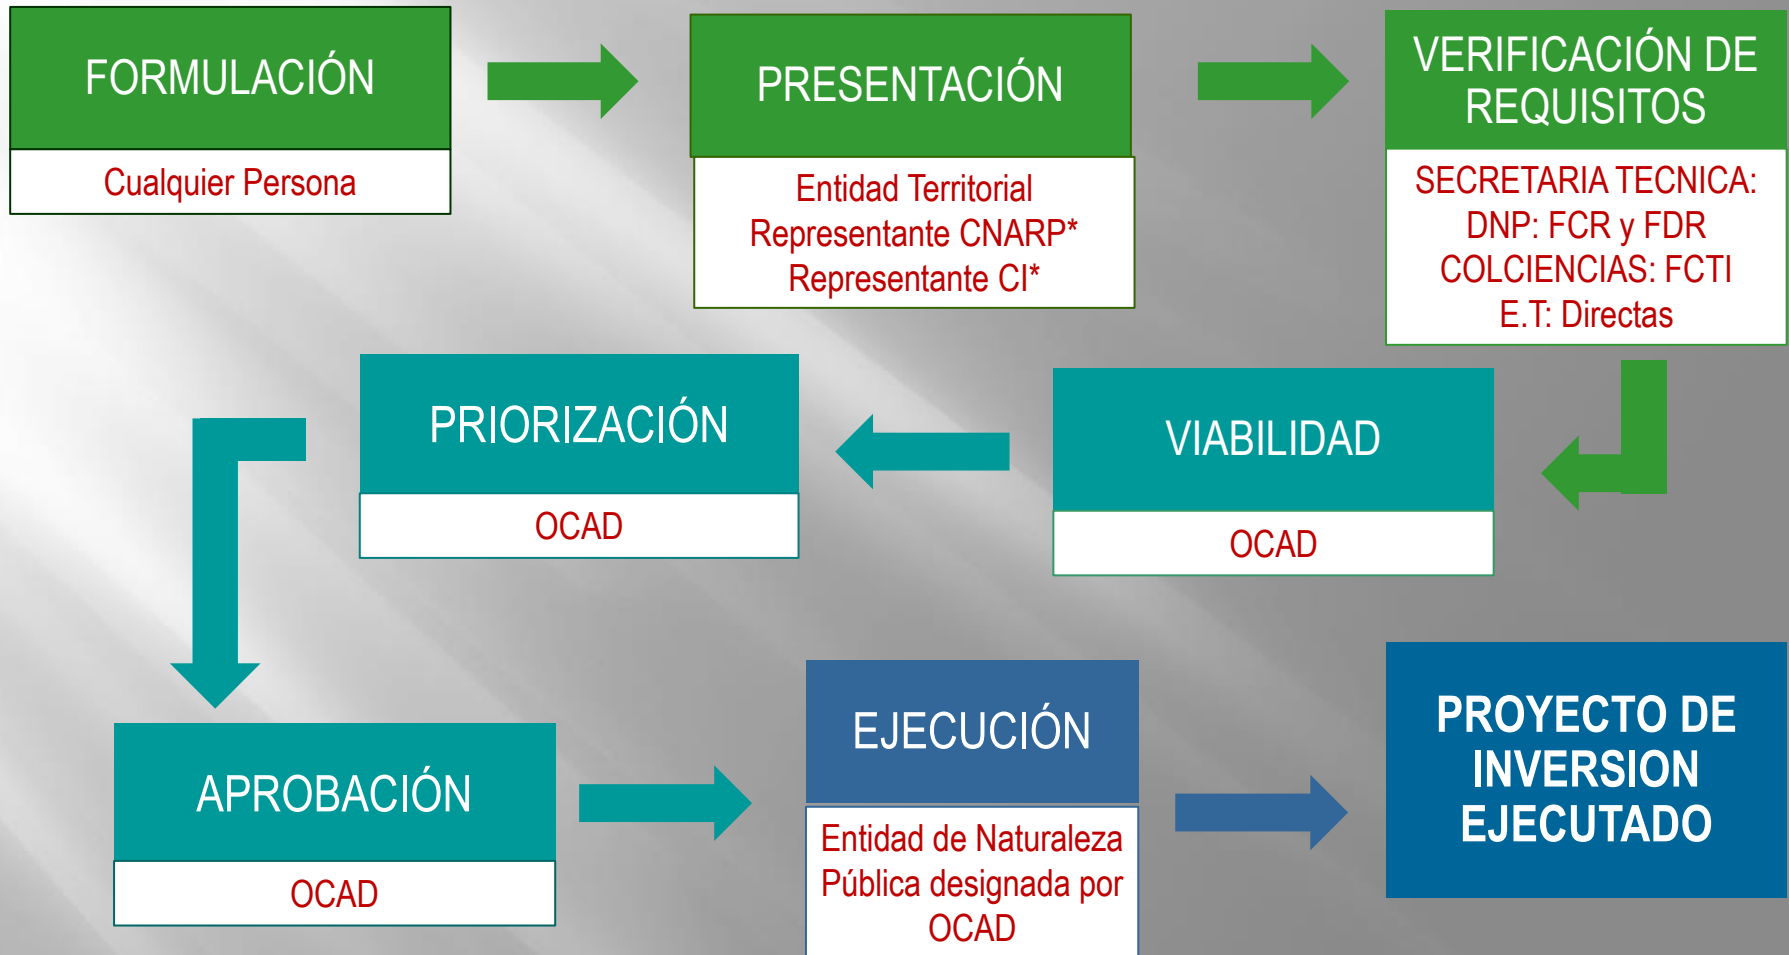 FORMULACIÓN
Cualquier Persona
PRESENTACIÓN
Entidad Territorial
Representante CNARP*
Representante CI*
VERIFICACIÓN DE
REQUISITOS
SECRETARIA TECNICA:
DNP: FCR y FDR
COLCIENCIAS: FCTI
E.T: Directas
VIABILIDAD
OCAD
PRIORIZACIÓN
OCAD
APROBACIÓN
OCAD
EJECUCIÓN
Entidad de Naturaleza
Pública designada por
OCAD
PROYECTO DE
INVERSION
EJECUTADO